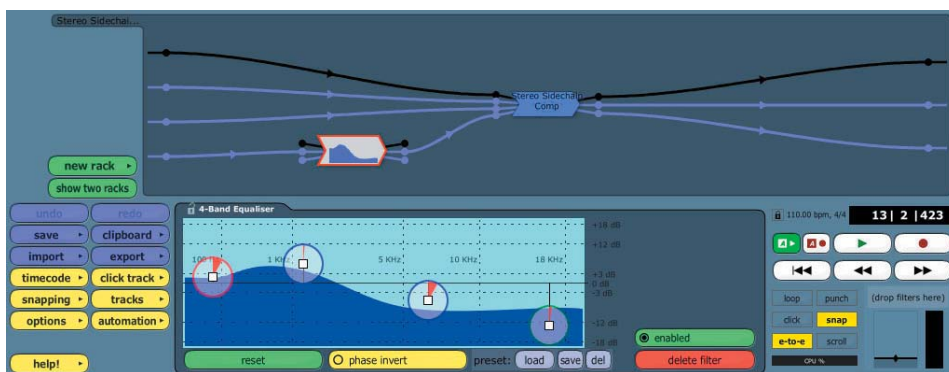 Stereo Sidechai...
Stereo Sidechain
Comp
new rack
show two racks
undo redo
save clipboard
import export
timecode click track
snapping tracks
options automation
help!
4-Band Equaliser
100 Hz 1 KHz 5 KHz 10 KHz 18 KHz
+18 dB
+12 dB
+3 dB
0 dB
-3 dB
-12 dB
-18 dB
reset phase invert preset: load save del
enabled
delete filter
110.00 bpm, 4/4 13| 2 |423
A A
loop punch
click snap
e-to-e scroll
CPU %
(drop filters here)